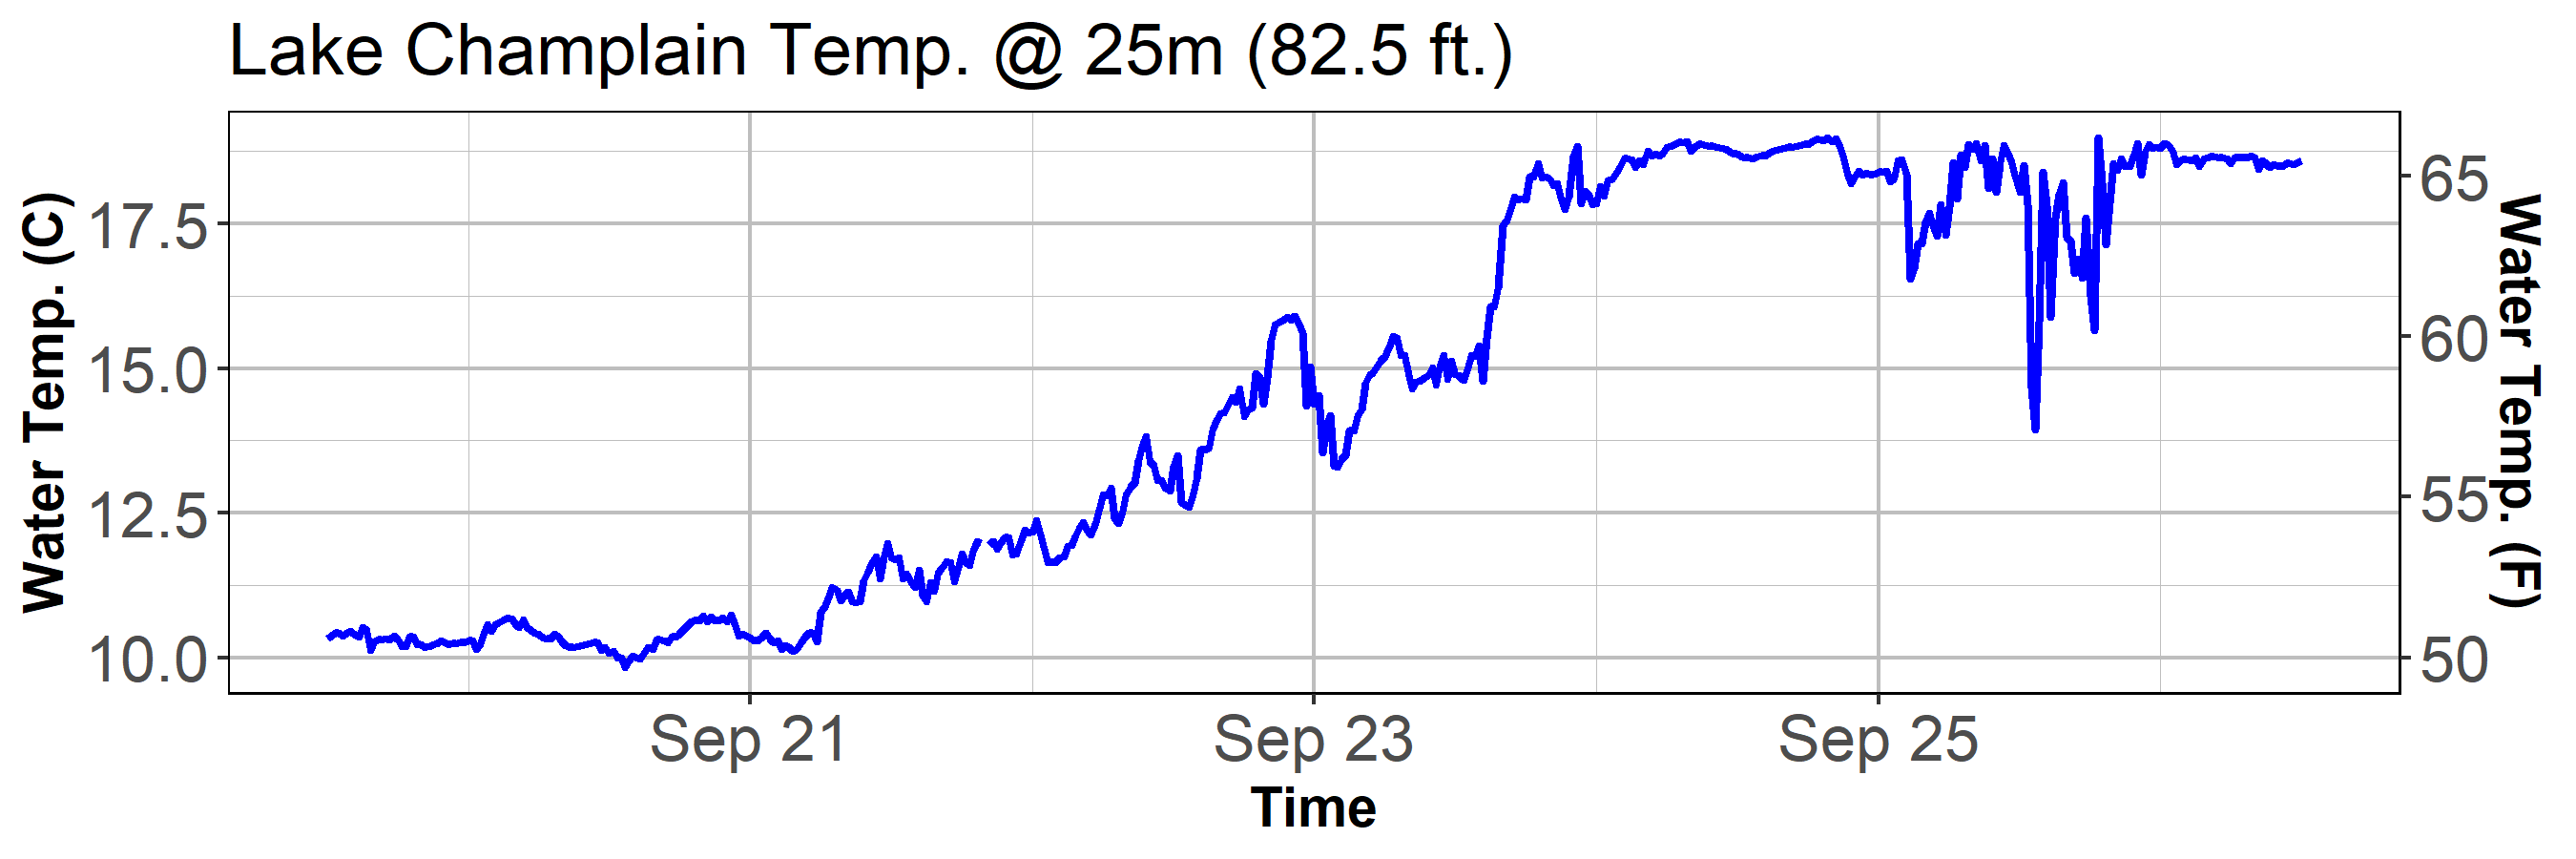 Lake Champlain Temp. @ 25m (82.5 ft.)
Water Temp. (C)
17.5
15.0
12.5
10.0
65
60
55
50
Water Temp. (F)
Sep 21
Sep 23
Sep 25
Time